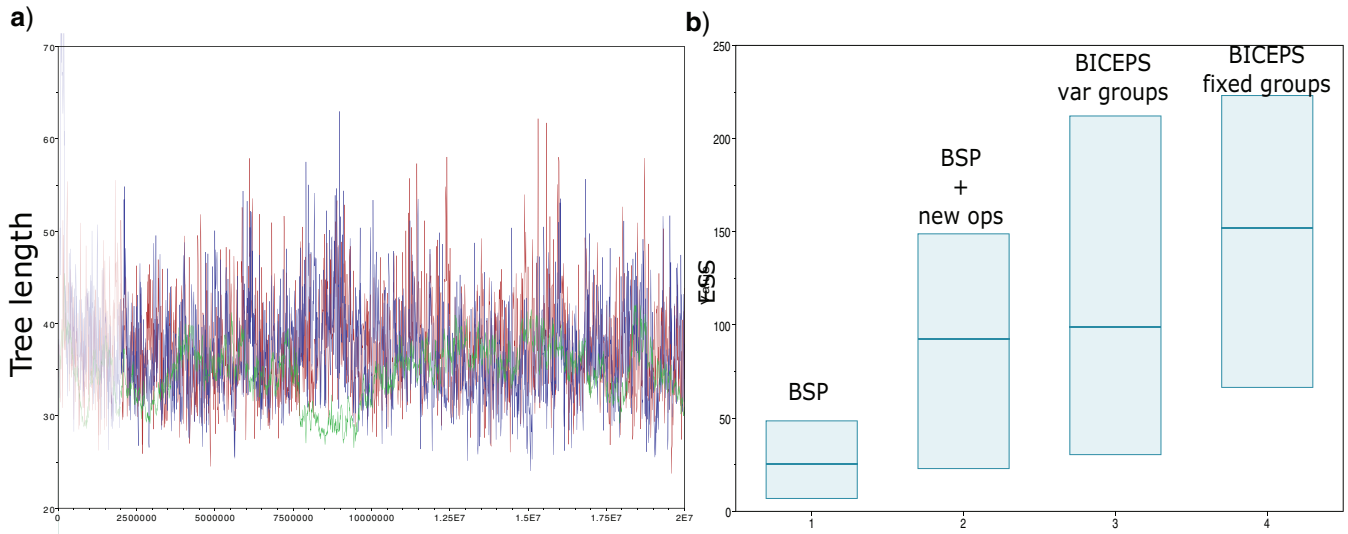 a)
Tree length
70
60
50
40
30
20
0
2500000
5000000
7500000
10000000
1.25E7
1.5E7
1.75E7
2E7
b)
ESS
250
200
150
100
50
0
BSP
BSP
+
new ops
BICEPS
var groups
BICEPS
fixed groups
1
2
3
4